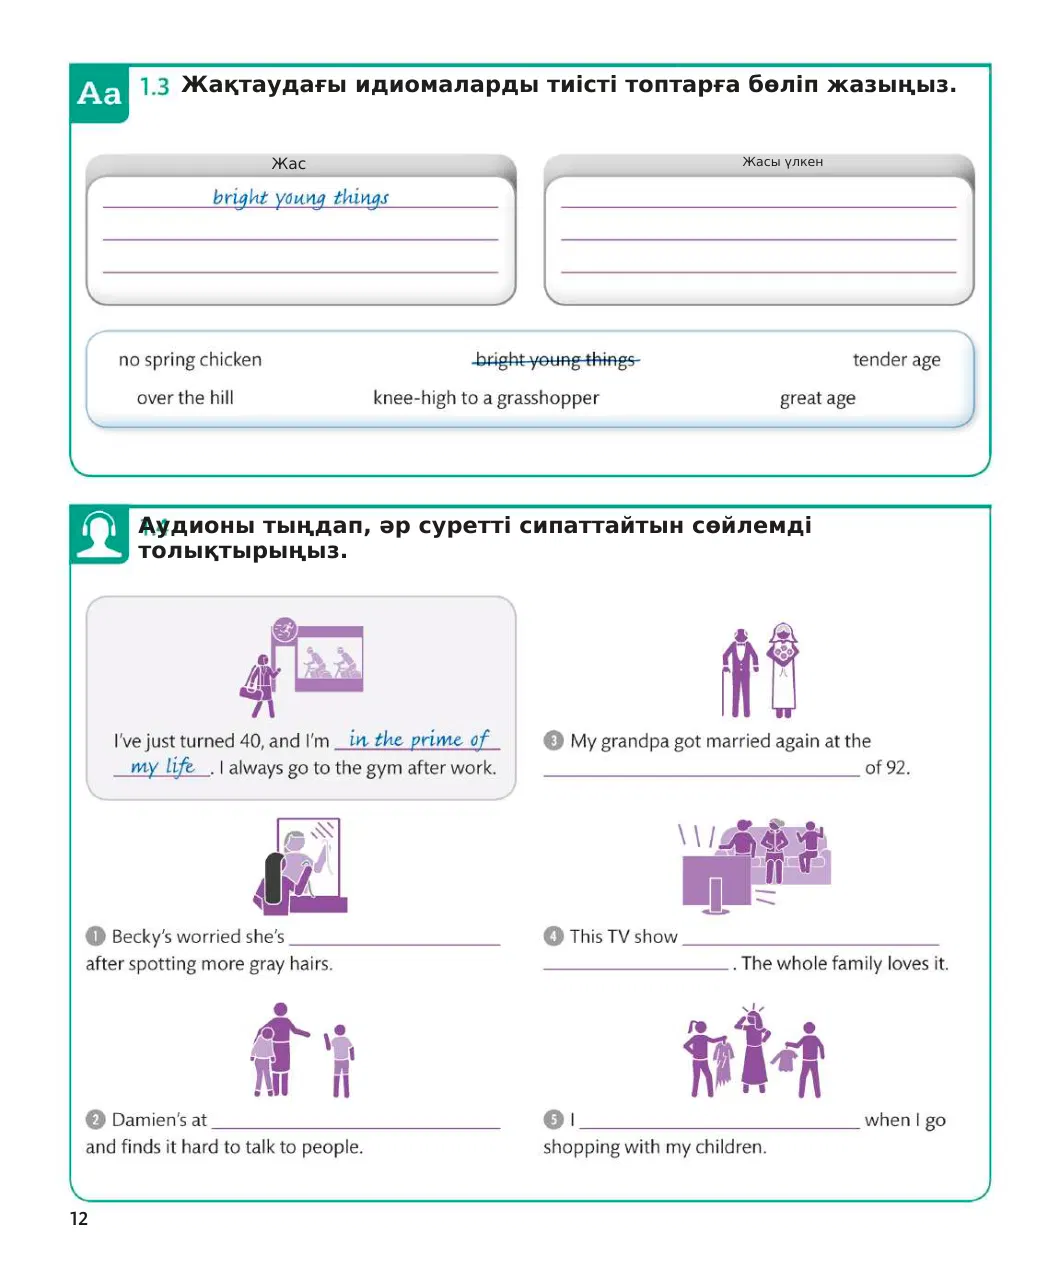 Aa 1.3 Жақтаудағы идиомаларды тиісті топтарға бөліп жазыңыз.
Жас
bright young things
Жасы үлкен
no spring chicken bright young things tender age
over the hill knee-high to a grasshopper great age
Аудионы тыңдап, әр суретті сипаттайтын сөйлемді
толықтырыңыз.
I've just turned 40, and I'm in the prime of
my life. I always go to the gym after work.
3 My grandpa got married again at the
of 92.
1 Becky's worried she's
after spotting more gray hairs.
4 This TV show
. The whole family loves it.
2 Damien's at
and finds it hard to talk to people.
5 I when I go
shopping with my children.
12